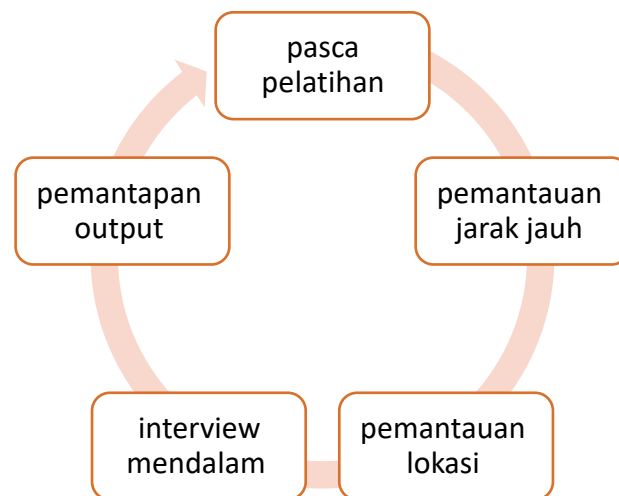 pasca
pelatihan
pemantauan
jarak jauh
pemantauan
lokasi
interview
mendalam
pemantapan
output